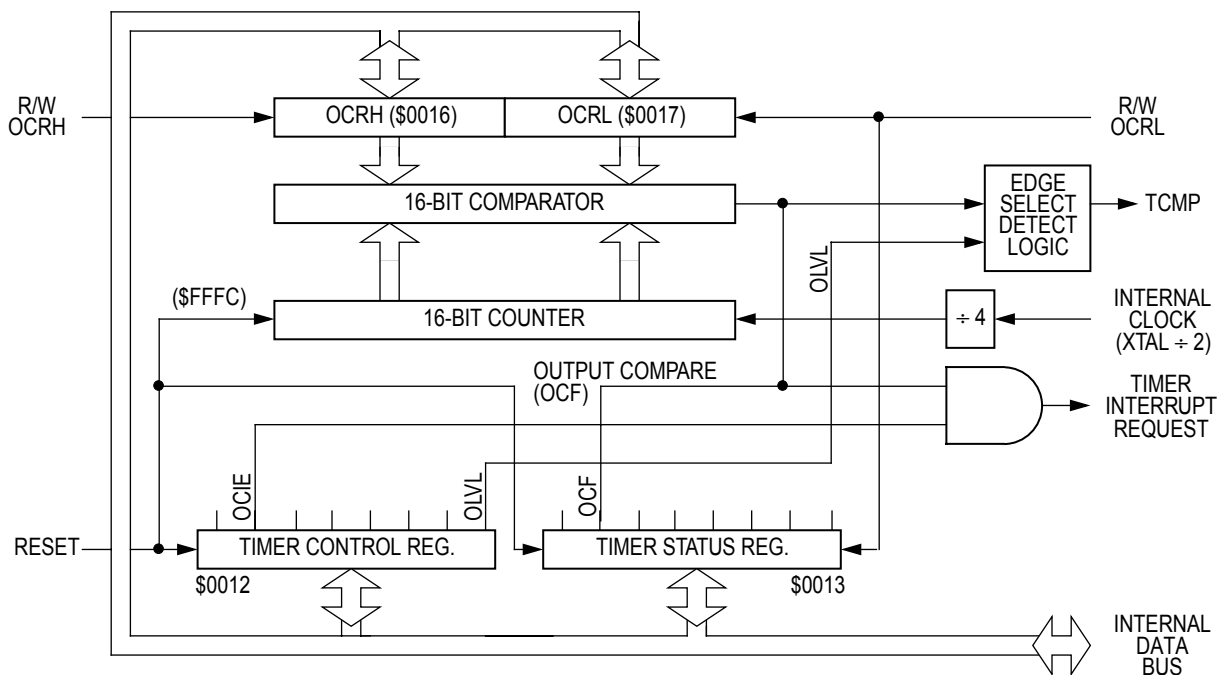 R/W
OCRH
OCRH ($0016)
OCRL ($0017)
R/W
OCRL
16-BIT COMPARATOR
EDGE
SELECT
DETECT
LOGIC
TCMP
OLVL
($FFFC)
16-BIT COUNTER
÷ 4
INTERNAL
CLOCK
(XTAL ÷ 2)
OUTPUT COMPARE
(OCF)
TIMER
INTERRUPT
REQUEST
OCIE
OLVL
OCF
RESET
TIMER CONTROL REG.
TIMER STATUS REG.
$0012
$0013
INTERNAL
DATA
BUS